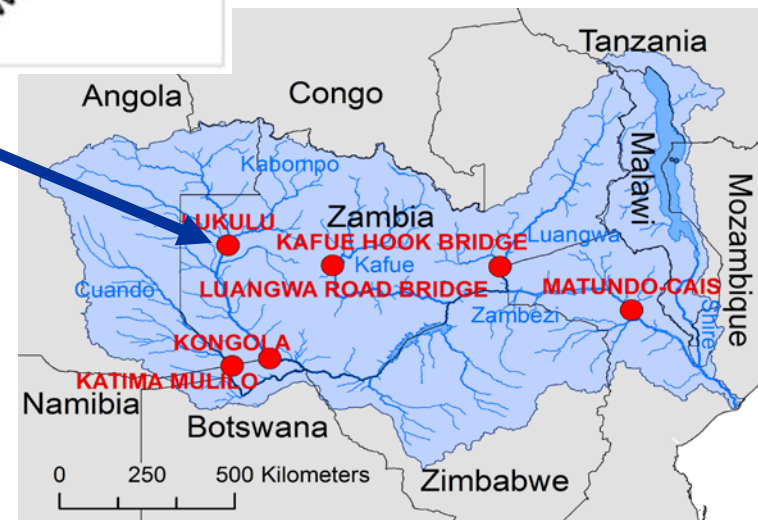 Tanzania
Angola
Congo
Kabompo
Malawi
Mozambique
LUKULU
Zambia
KAFUE HOOK BRIDGE
Luangwa
Kafue
Cuando
LUANGWA ROAD BRIDGE
MATUNDO-CAIS
Zambezi
Shire
KONGOLA
KATIMA MULILO
Namibia
Botswana
0 250 500 Kilometers
Zimbabwe